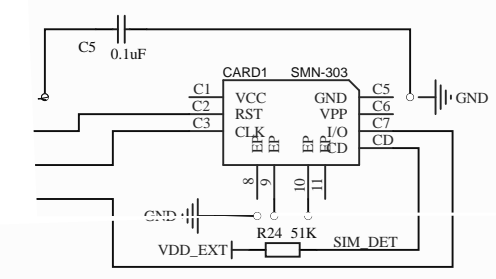 C5
0.1uF
CARD1 SMN-303
C1 VCC GND C5
GND
C2 RST VPP C6
C3 CLK I/O C7
EP EP EP EP
CD CD
8 9 10 11
GND
R24 51K
VDD_EXT SIM_DET